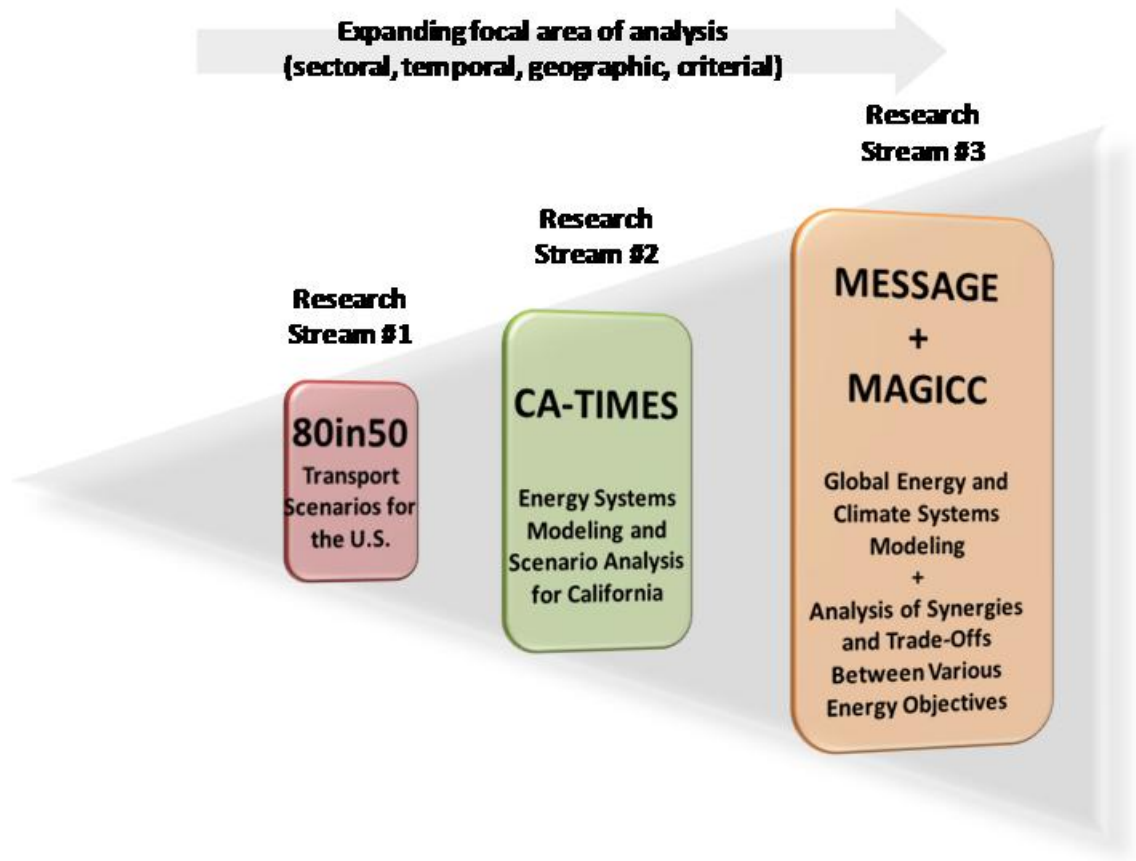 Expanding focal area of analysis
(sectoral, temporal, geographic, criterial)
Research
Stream #1
80in50
Transport
Scenarios for
the U.S.
Research
Stream #2
CA-TIMES
Energy Systems
Modeling and
Scenario Analysis
for California
Research
Stream #3
MESSAGE
+
MAGICC
Global Energy and
Climate Systems
Modeling
+
Analysis of Synergies
and Trade-Offs
Between Various
Energy Objectives